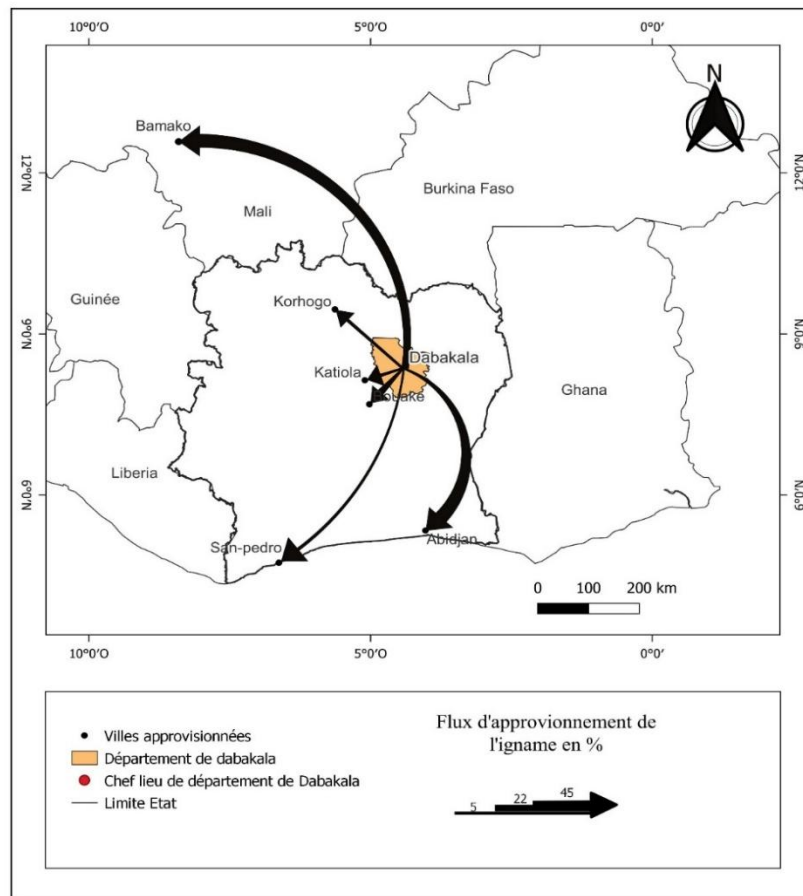 10°0'O 5°0'O 0°0'
N
Bamako
12°0'N 12°0'N
Burkina Faso
Mali
Guinée
Korhogo
9°0'N 9°0'N
Dabakala
Katiola
Ghana
Bouaké
Liberia
6°0'N 6°0'N
San-pedro
Abidjan
0 100 200 km
10°0'O 5°0'O 0°0'
Flux d'approvionnement de
l'igname en %
Villes approvisionnées
Département de dabakala
Chef lieu de département de Dabakala
Limite Etat
5 22 45